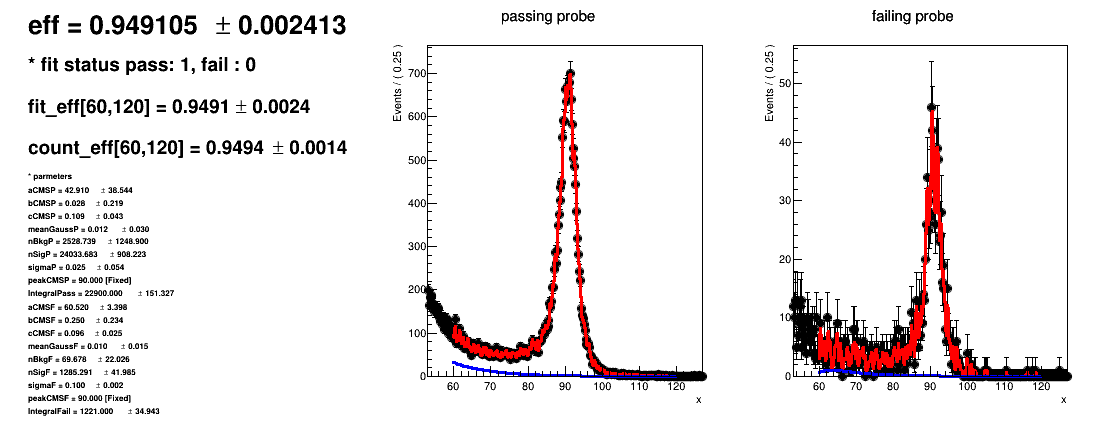 eff = 0.949105 ± 0.002413
* fit status pass: 1, fail : 0
fit_eff[60,120] = 0.9491 ± 0.0024
count_eff[60,120] = 0.9494 ± 0.0014
* parmeters
aCMSP = 42.910 ± 38.544
bCMSP = 0.028 ± 0.219
cCMSP = 0.109 ± 0.043
meanGaussP = 0.012 ± 0.030
nBkgP = 2528.739 ± 1248.900
nSigP = 24033.683 ± 908.223
sigmaP = 0.025 ± 0.054
peakCMSP = 90.000 [Fixed]
IntegralPass = 22900.000 ± 151.327
aCMSF = 60.520 ± 3.398
bCMSF = 0.250 ± 0.234
cCMSF = 0.096 ± 0.025
meanGaussF = 0.010 ± 0.015
nBkgF = 69.678 ± 22.026
nSigF = 1285.291 ± 41.985
sigmaF = 0.100 ± 0.002
peakCMSF = 90.000 [Fixed]
IntegralFail = 1221.000 ± 34.943
passing probe
Events / ( 0.25 )
700
600
500
400
300
200
100
0
60 70 80 90 100 110 120
x
failing probe
Events / ( 0.25 )
50
40
30
20
10
0
60 70 80 90 100 110 120
x